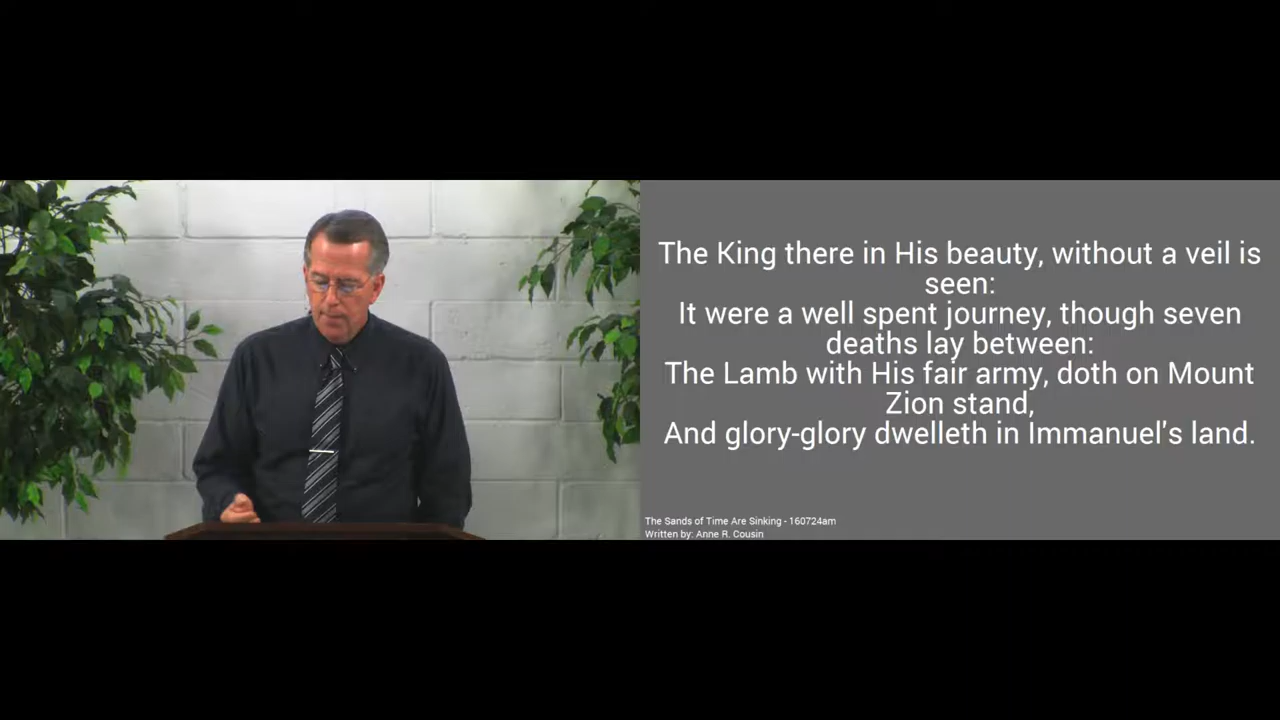 The King there in His beauty, without a veil is
seen:
It were a well spent journey, though seven
deaths lay between:
The Lamb with His fair army, doth on Mount
Zion stand,
And glory-glory dwelleth in Immanuel's land.
The Sands of Time Are Sinking - 160724am
Written by: Anne R. Cousin